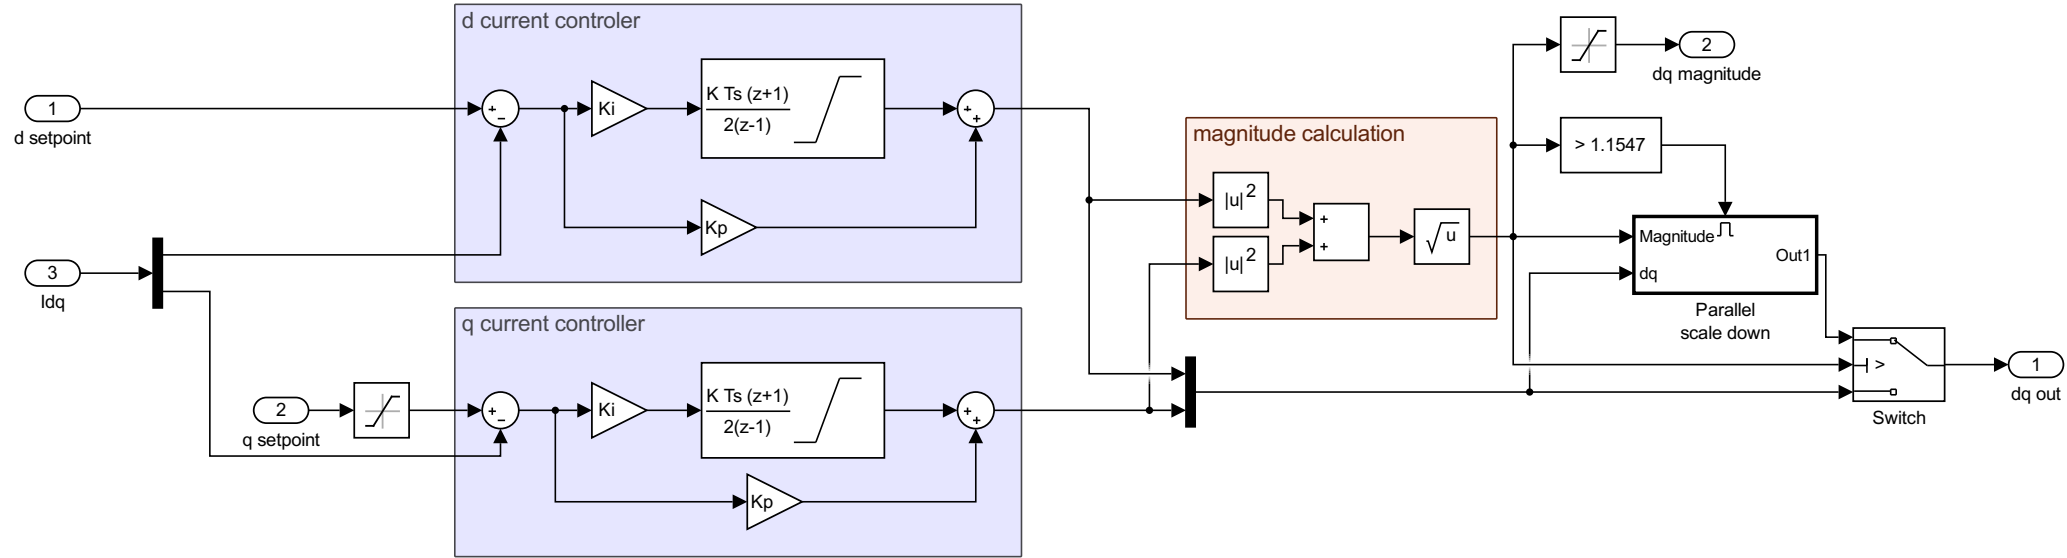 d current controler
1
d setpoint
+
−
Ki
K Ts (z+1)
2(z-1)
+
+
Kp
3
Idq
q current controller
2
q setpoint
+
−
Ki
K Ts (z+1)
2(z-1)
+
+
Kp
magnitude calculation
|u|2
|u|2
+
+
√u
2
dq magnitude
> 1.1547
Magnitude
dq
Out1
Parallel
scale down
>
Switch
1
dq out